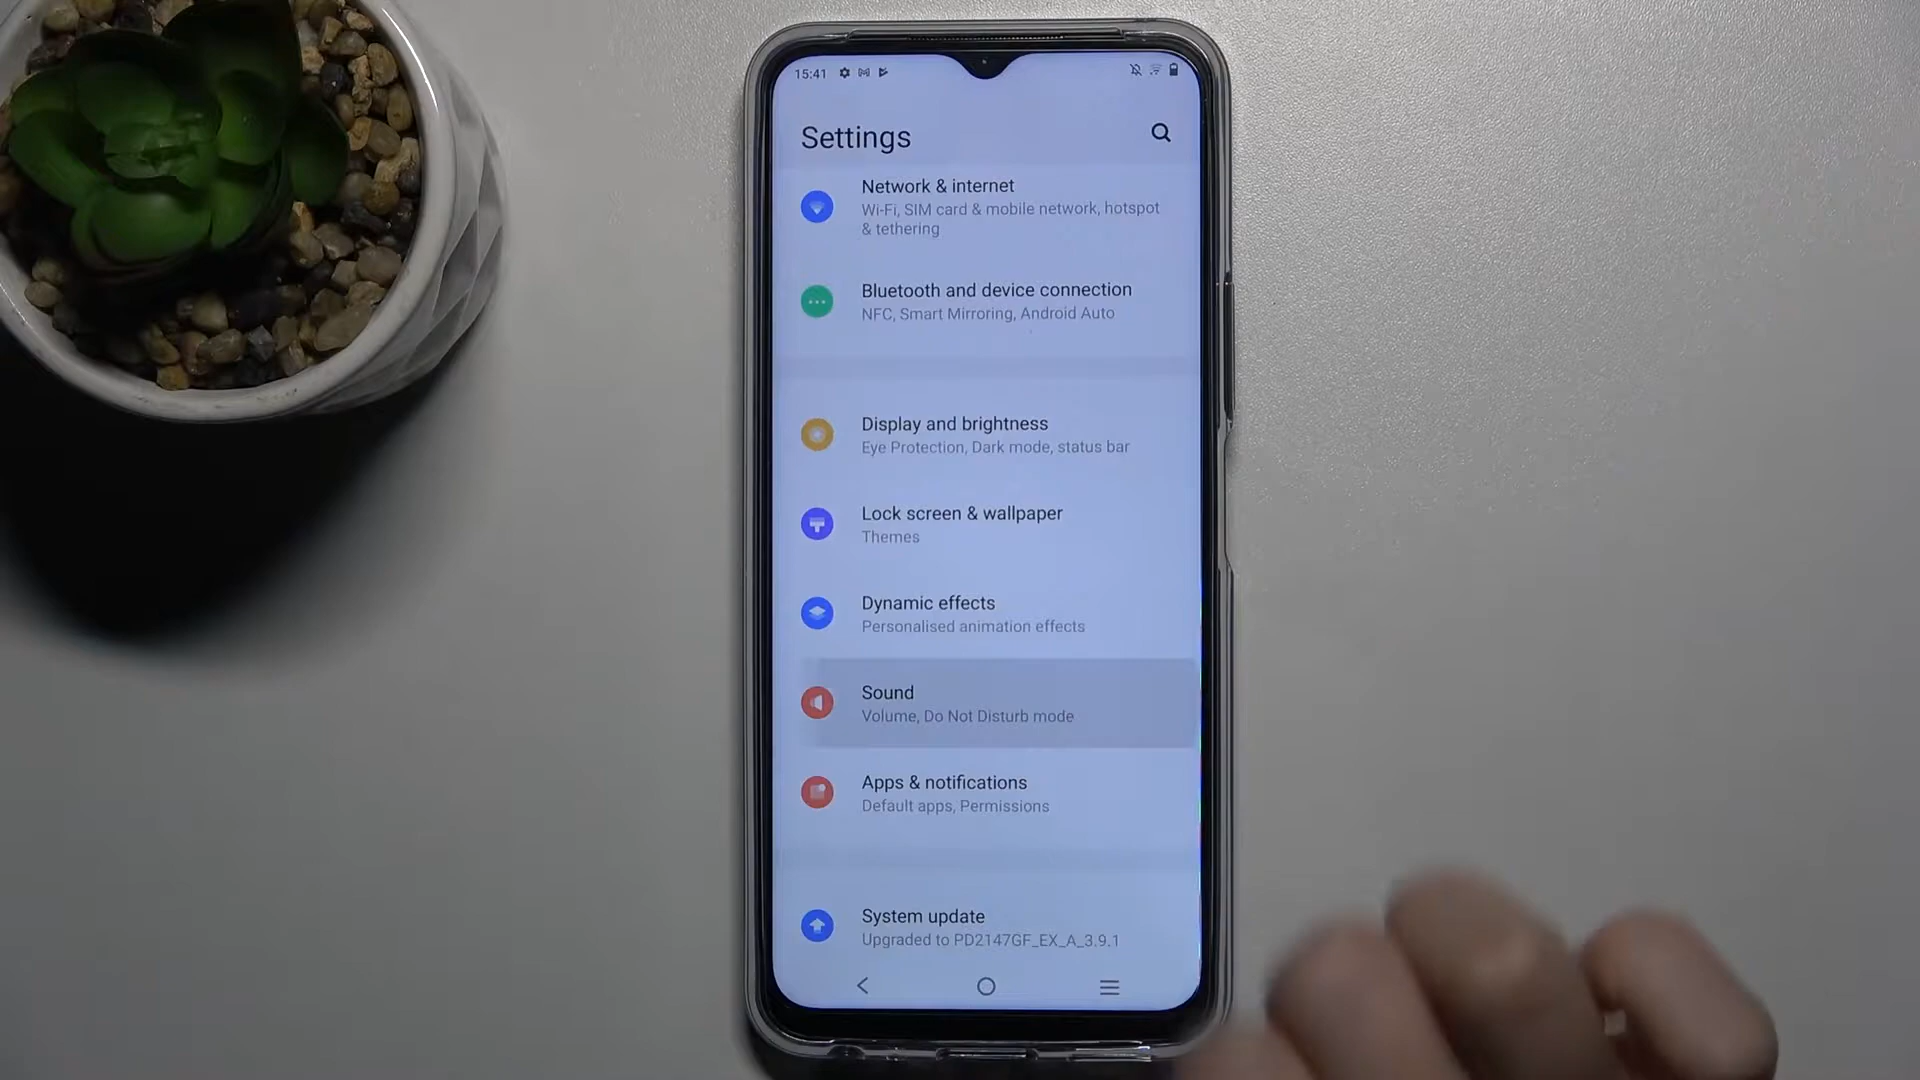 15:41
Settings
Network & internet
Wi-Fi, SIM card & mobile network, hotspot
& tethering
Bluetooth and device connection
NFC, Smart Mirroring, Android Auto
Display and brightness
Eye Protection, Dark mode, status bar
Lock screen & wallpaper
Themes
Dynamic effects
Personalised animation effects
Sound
Volume, Do Not Disturb mode
Apps & notifications
Default apps, Permissions
System update
Upgraded to PD2147GF_EX_A_3.9.1